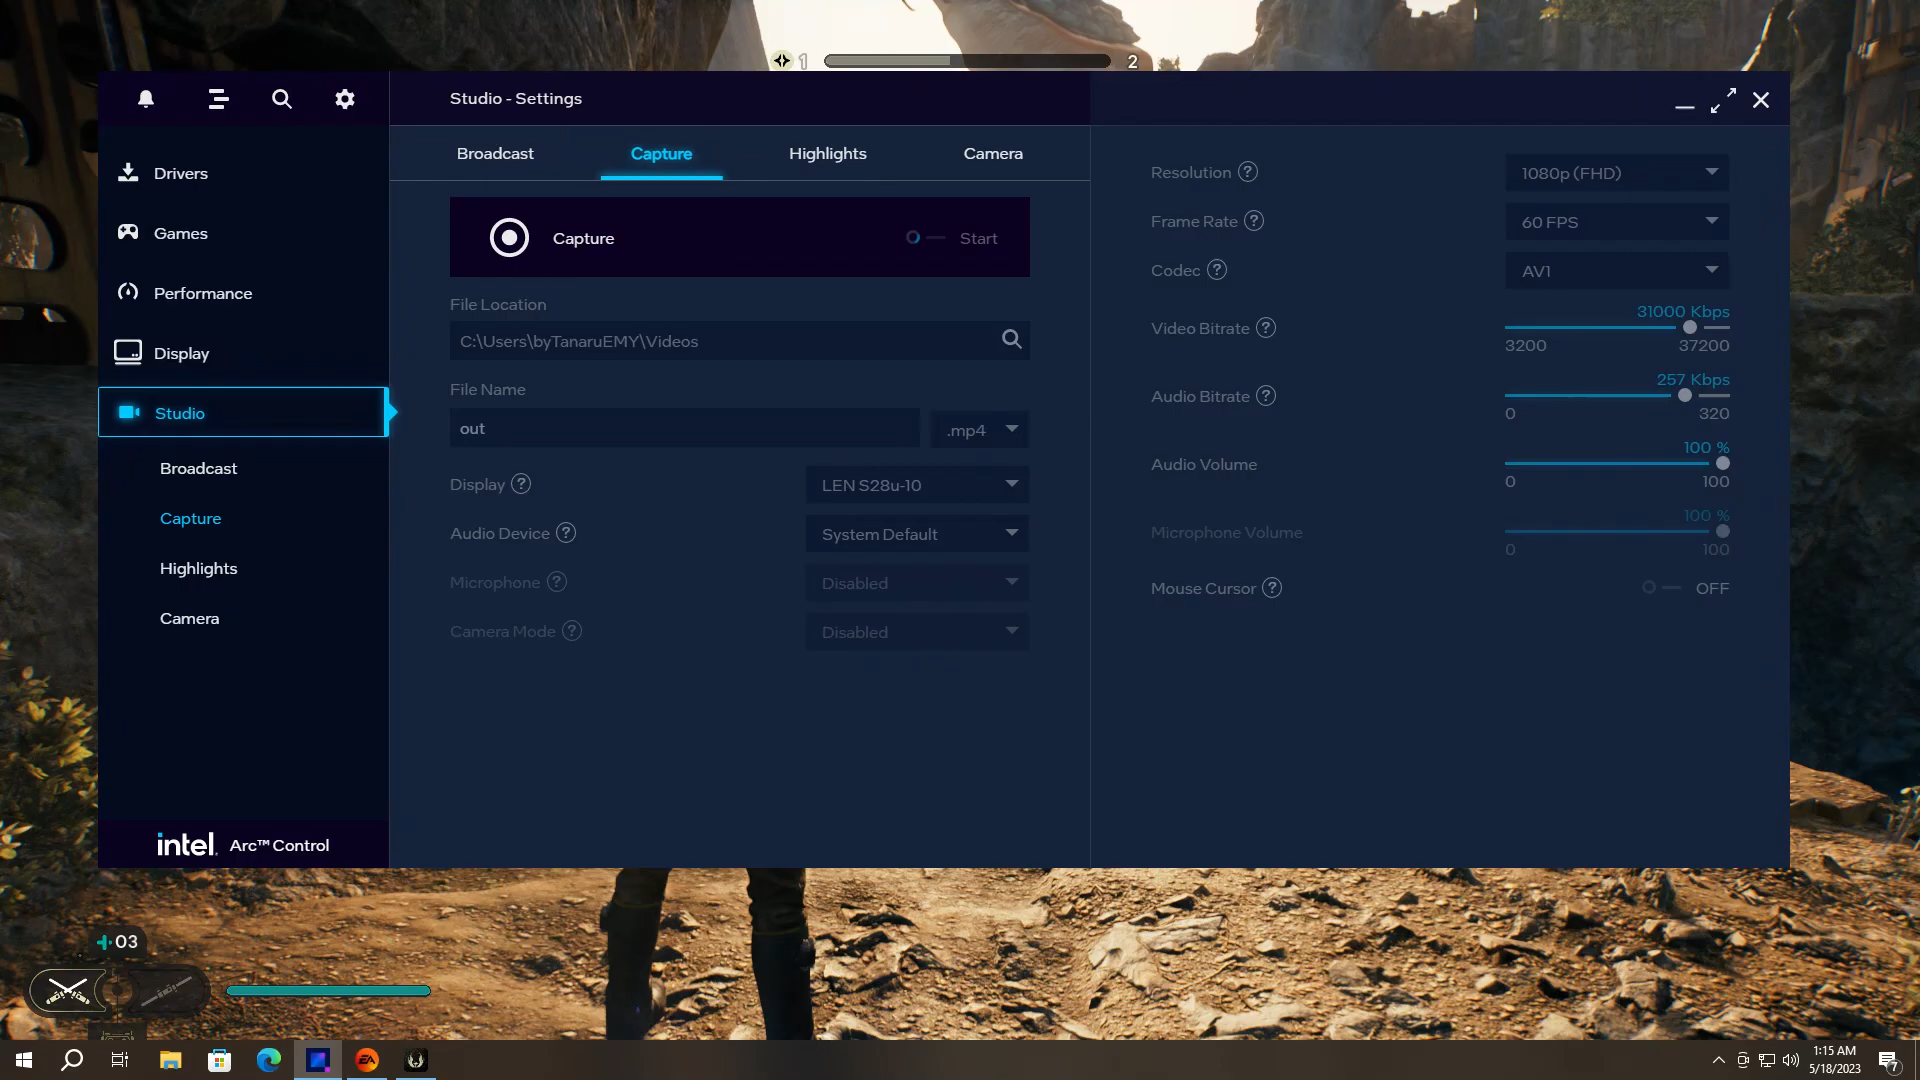 1
2
Studio - Settings
Drivers
Games
Performance
Display
Studio
Broadcast
Capture
Highlights
Camera
intel. Arc™ Control
Broadcast
Capture
Highlights
Camera
Capture
Start
File Location
C:\Users\byTanaruEMY\Videos
File Name
out
.mp4
Display ?
LEN S28u-10
Audio Device ?
System Default
Microphone ?
Disabled
Camera Mode ?
Disabled
Resolution ?
1080p (FHD)
Frame Rate ?
60 FPS
Codec ?
AV1
31000 Kbps
Video Bitrate ?
3200
37200
257 Kbps
Audio Bitrate ?
0
320
100 %
Audio Volume
0
100
100 %
Microphone Volume
0
100
Mouse Cursor ?
OFF
03
EA
1:15 AM
5/18/2023
7